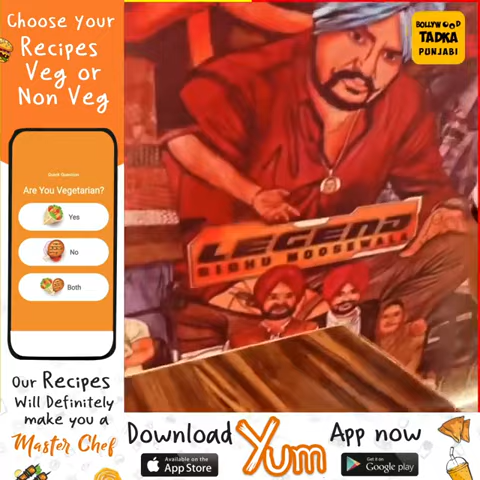 Choose Your
Recipes
Veg or
Non Veg
BOLLYWOOD
TADKA
PUNJABI
Are You Vegetarian?
Yes
No
Both
LEGEND
SIDHU MOOSEWALA
Our Recipes
Will Definitely
make you a
Master Chef
Download Yum App now
Available on the
App Store
Get it on
Google play